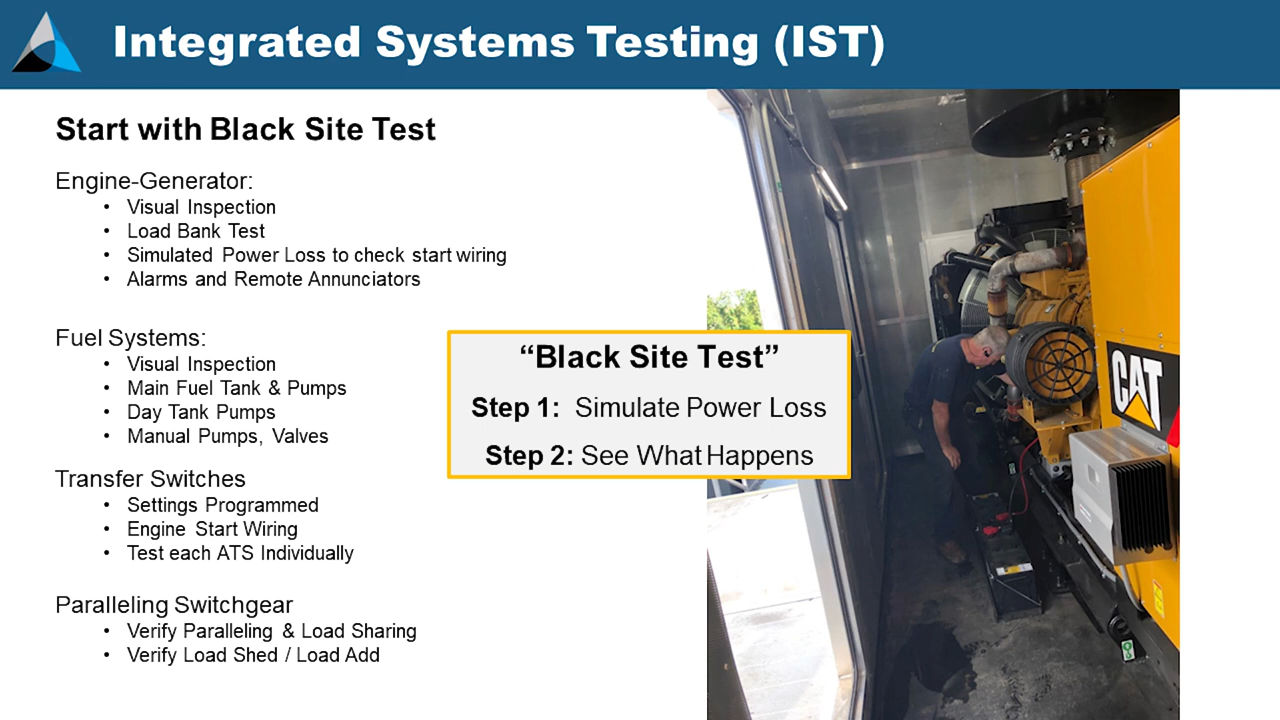 Integrated Systems Testing (IST)
Start with Black Site Test
Engine-Generator:
• Visual Inspection
• Load Bank Test
• Simulated Power Loss to check start wiring
• Alarms and Remote Annunciators
Fuel Systems:
• Visual Inspection
• Main Fuel Tank & Pumps
• Day Tank Pumps
• Manual Pumps, Valves
Transfer Switches
• Settings Programmed
• Engine Start Wiring
• Test each ATS Individually
Paralleling Switchgear
• Verify Paralleling & Load Sharing
• Verify Load Shed / Load Add
“Black Site Test”
Step 1: Simulate Power Loss
Step 2: See What Happens
CAT